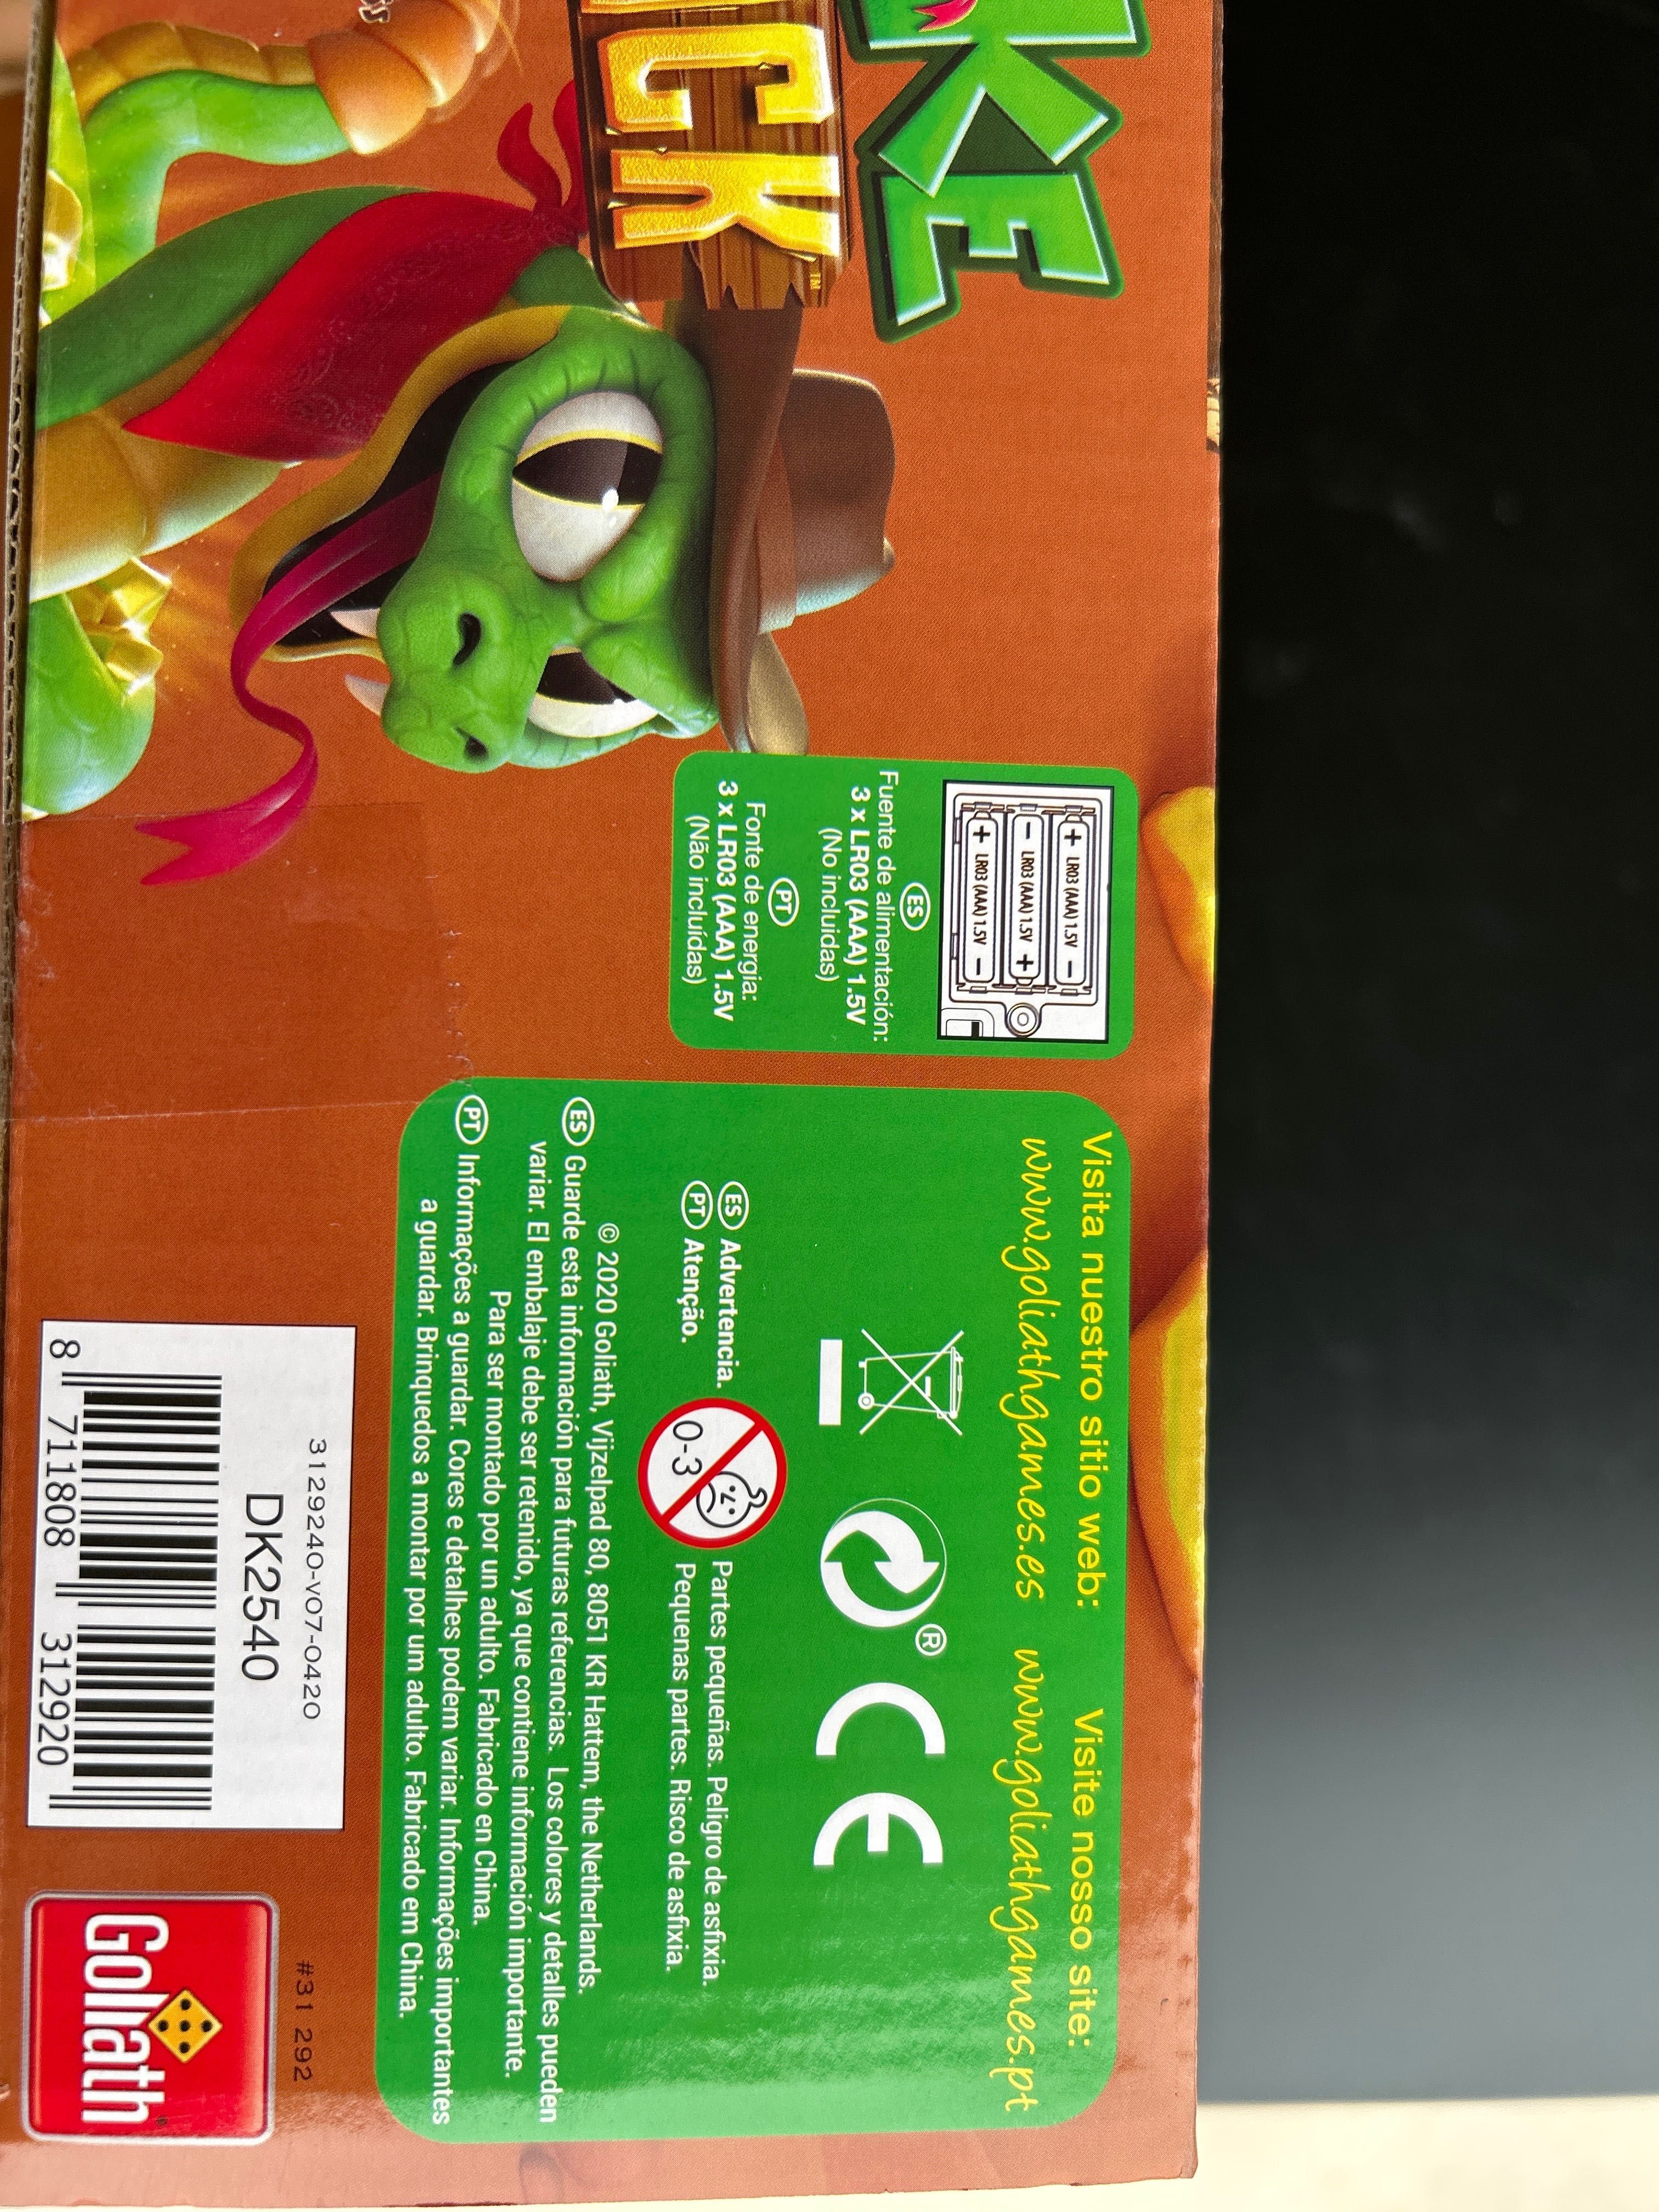 KE
CK
™
+ LR03 (AAA) 1.5V -
- LR03 (AAA) 1.5V +
+ LR03 (AAA) 1.5V -
ES
Fuente de alimentación:
3 x LR03 (AAA) 1.5V
(No incluidas)
PT
Fonte de energia:
3 x LR03 (AAA) 1.5V
(Não incluídas)
Visita nuestro sitio web:
www.goliathgames.es
Visite nosso site:
www.goliathgames.pt
®
CE
ES Advertencia.
PT Atenção.
0-3
Partes pequeñas. Peligro de asfixia.
Pequenas partes. Risco de asfixia.
© 2020 Goliath, Vijzelpad 80, 8051 KR Hattem, the Netherlands.
ES Guarde esta información para futuras referencias. Los colores y detalles pueden
variar. El embalaje debe ser retenido, ya que contiene información importante.
Para ser montado por un adulto. Fabricado en China.
PT Informações a guardar. Cores e detalhes podem variar. Informações importantes
a guardar. Brinquedos a montar por um adulto. Fabricado em China.
3129240-v07-0420
DK2540
8 711808 312920
#31 292
Goliath